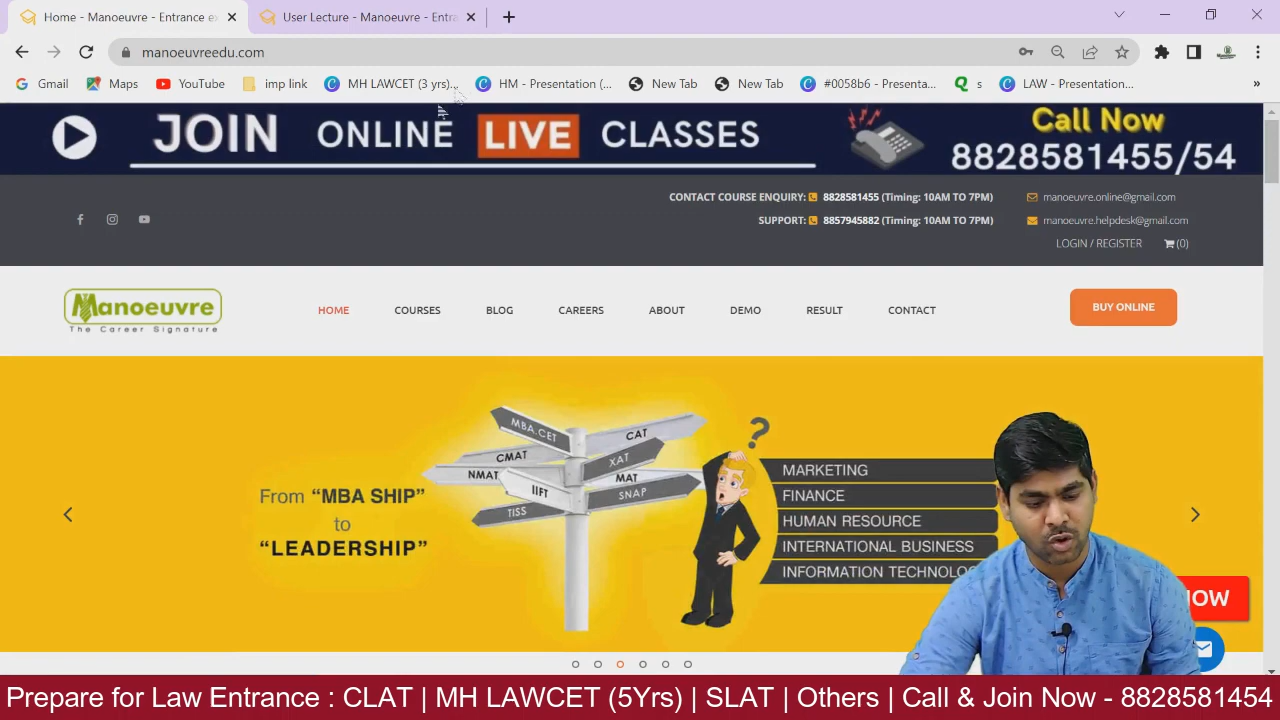 Home - Manoeuvre - Entrance e
User Lecture - Manoeuvre - Entr
manoeuvreedu.com
Gmail
Maps
YouTube
imp link
MH LAWCET (3 yrs)...
HM - Presentation (...
New Tab
New Tab
#0058b6 - Presenta...
s
LAW - Presentation...
»
JOIN ONLINE LIVE CLASSES
Call Now
8828581455/54
CONTACT COURSE ENQUIRY: 8828581455 (Timing: 10AM TO 7PM)
manoeuvre.online@gmail.com
SUPPORT: 8857945882 (Timing: 10AM TO 7PM)
manoeuvre.helpdesk@gmail.com
LOGIN / REGISTER
(0)
Manoeuvre
The Career Signature
HOME
COURSES
BLOG
CAREERS
ABOUT
DEMO
RESULT
CONTACT
BUY ONLINE
From “MBA SHIP”
to
“LEADERSHIP”
MBA.CET
CAT
CMAT
XAT
NMAT
MAT
IIFT
SNAP
TISS
?
MARKETING
FINANCE
HUMAN RESOURCE
INTERNATIONAL BUSINESS
INFORMATION TECHNOLOG
NOW
Prepare for Law Entrance : CLAT | MH LAWCET (5Yrs) | SLAT | Others | Call & Join Now - 8828581454